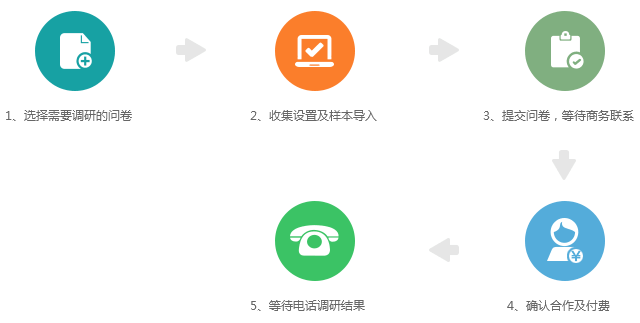 1、选择需要调研的问卷
2、收集设置及样本导入
3、提交问卷，等待商务联系
4、确认合作及付费
5、等待电话调研结果